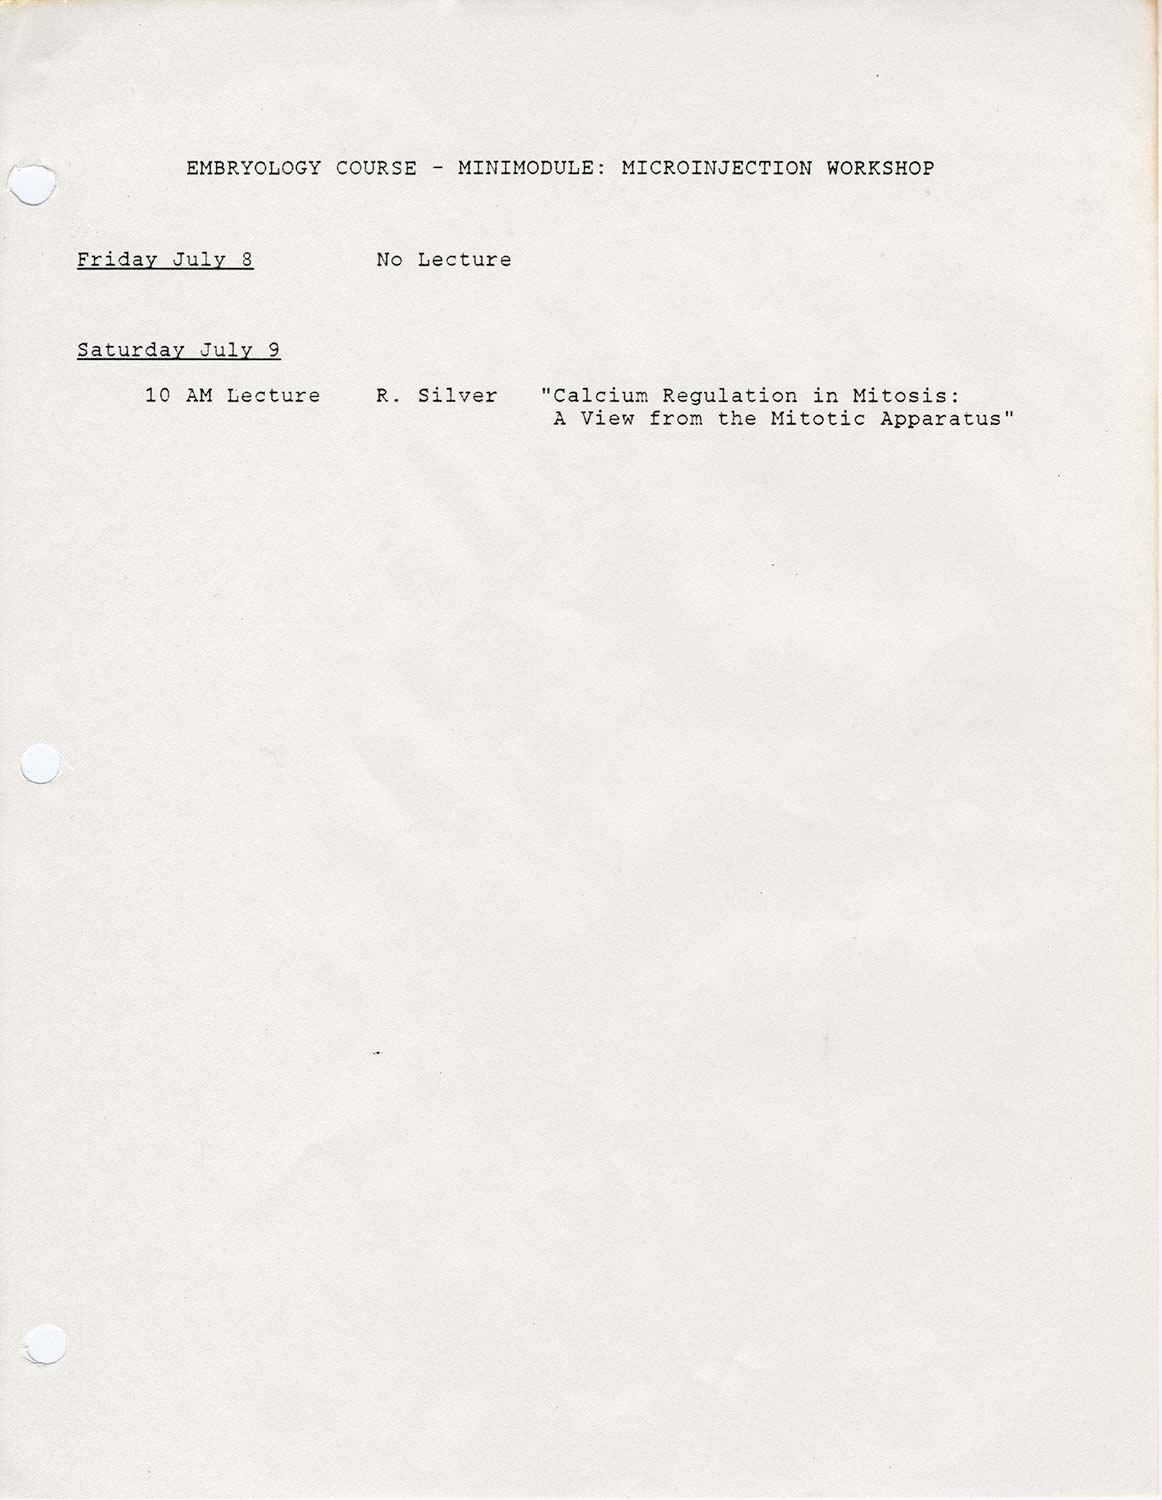 EMBRYOLOGY COURSE - MINIMODULE: MICROINJECTION WORKSHOP
Friday July 8 No Lecture
Saturday July 9
10 AM Lecture R. Silver "Calcium Regulation in Mitosis:
A View from the Mitotic Apparatus"